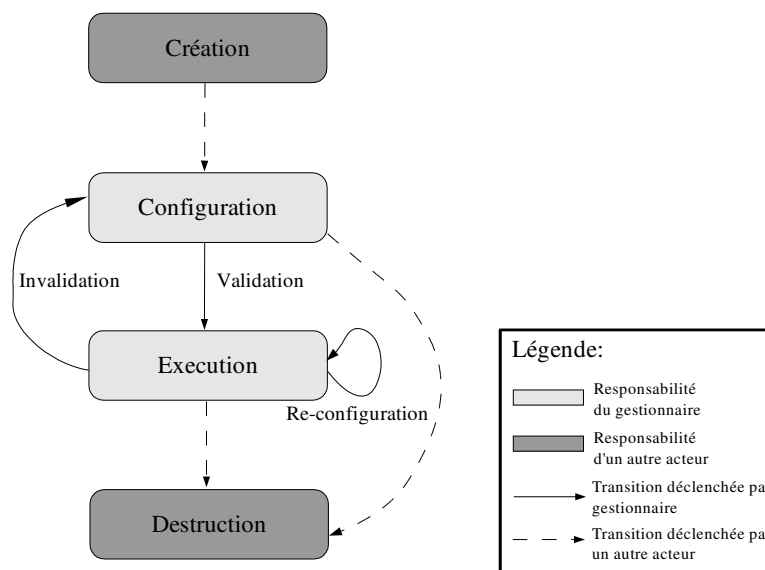 Création
Configuration
Invalidation
Validation
Execution
Re-configuration
Destruction
Légende:
Responsabilité
du gestionnaire
Responsabilité
d'un autre acteur
Transition déclenchée pa
gestionnaire
Transition déclenchée pa
un autre acteur